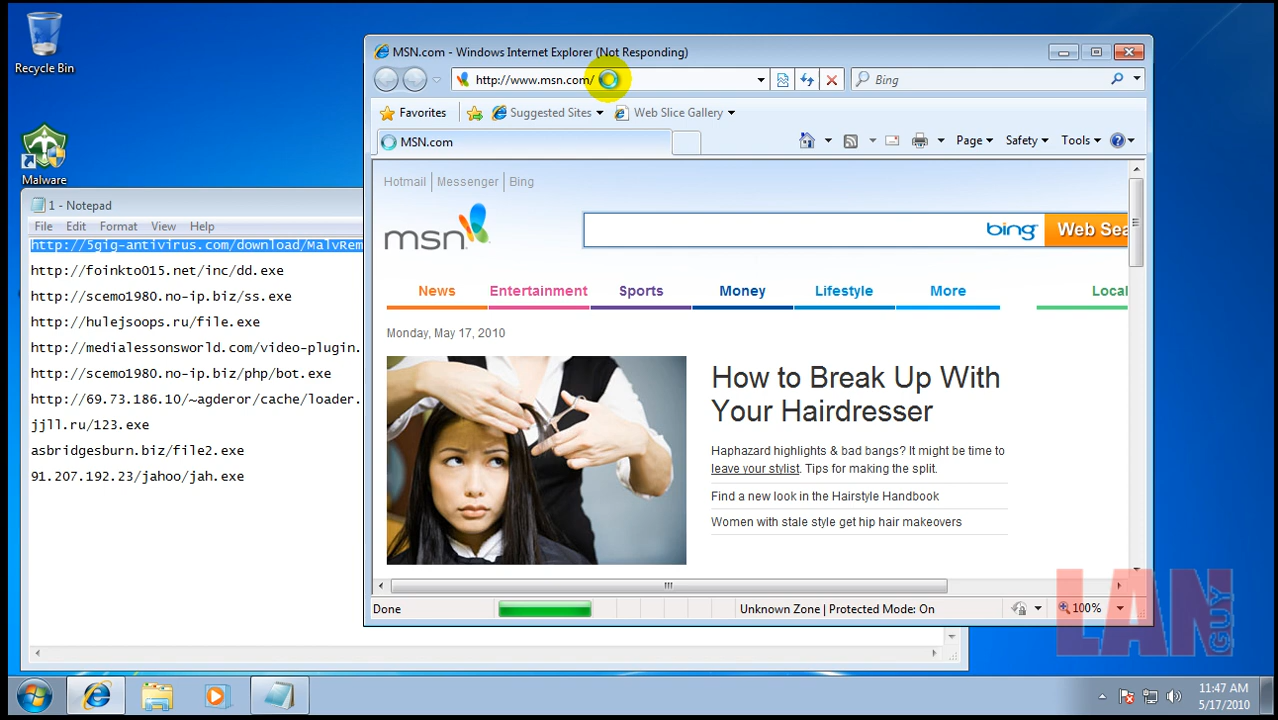 Recycle Bin
Malware
1 - Notepad
File Edit Format View Help
http://5gig-antivirus.com/download/MalvRem
http://foinkto015.net/inc/dd.exe
http://scemo1980.no-ip.biz/ss.exe
http://hulejsoops.ru/file.exe
http://medialessonsworld.com/video-plugin.
http://scemo1980.no-ip.biz/php/bot.exe
http://69.73.186.10/~agderor/cache/loader.
jjll.ru/123.exe
asbridgesburn.biz/file2.exe
91.207.192.23/jahoo/jah.exe
MSN.com - Windows Internet Explorer (Not Responding)
http://www.msn.com/ Bing
Favorites Suggested Sites Web Slice Gallery
MSN.com Page Safety Tools
Hotmail Messenger Bing
msn bing Web Sea
News Entertainment Sports Money Lifestyle More Local
Monday, May 17, 2010
How to Break Up With
Your Hairdresser
Haphazard highlights & bad bangs? It might be time to
leave your stylist. Tips for making the split.
Find a new look in the Hairstyle Handbook
Women with stale style get hip hair makeovers
Done Unknown Zone | Protected Mode: On 100%
LAN GUY
11:47 AM
5/17/2010